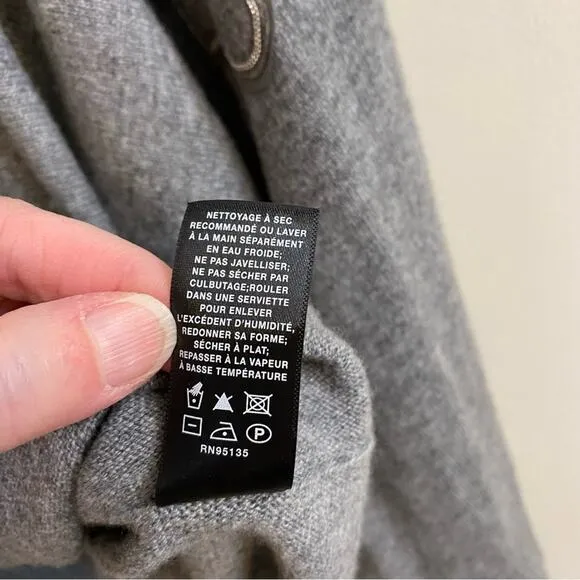 NETTOYAGE À SEC
RECOMMANDÉ OU LAVER
À LA MAIN SÉPARÉMENT
EN EAU FROIDE;
NE PAS JAVELLISER;
NE PAS SÉCHER PAR
CULBUTAGE;ROULER
DANS UNE SERVIETTE
POUR ENLEVER
L'EXCÉDENT D'HUMIDITÉ,
REDONNER SA FORME;
SÉCHER À PLAT;
REPASSER À LA VAPEUR
À BASSE TEMPÉRATURE
P
RN95135